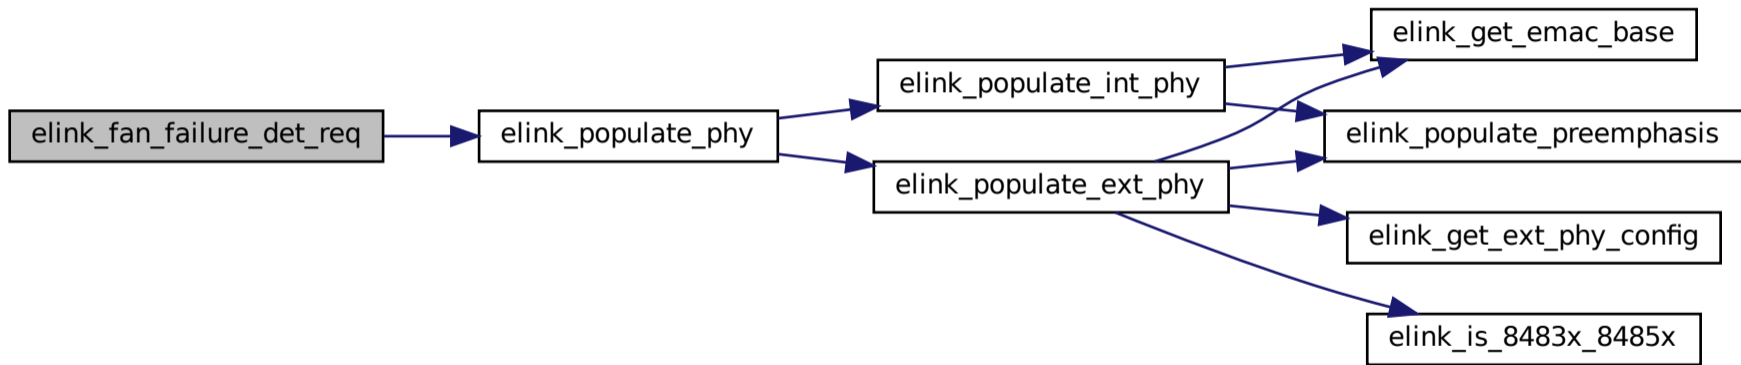 elink_fan_failure_det_req
elink_populate_phy
elink_populate_int_phy
elink_populate_ext_phy
elink_get_emac_base
elink_populate_preemphasis
elink_get_ext_phy_config
elink_is_8483x_8485x